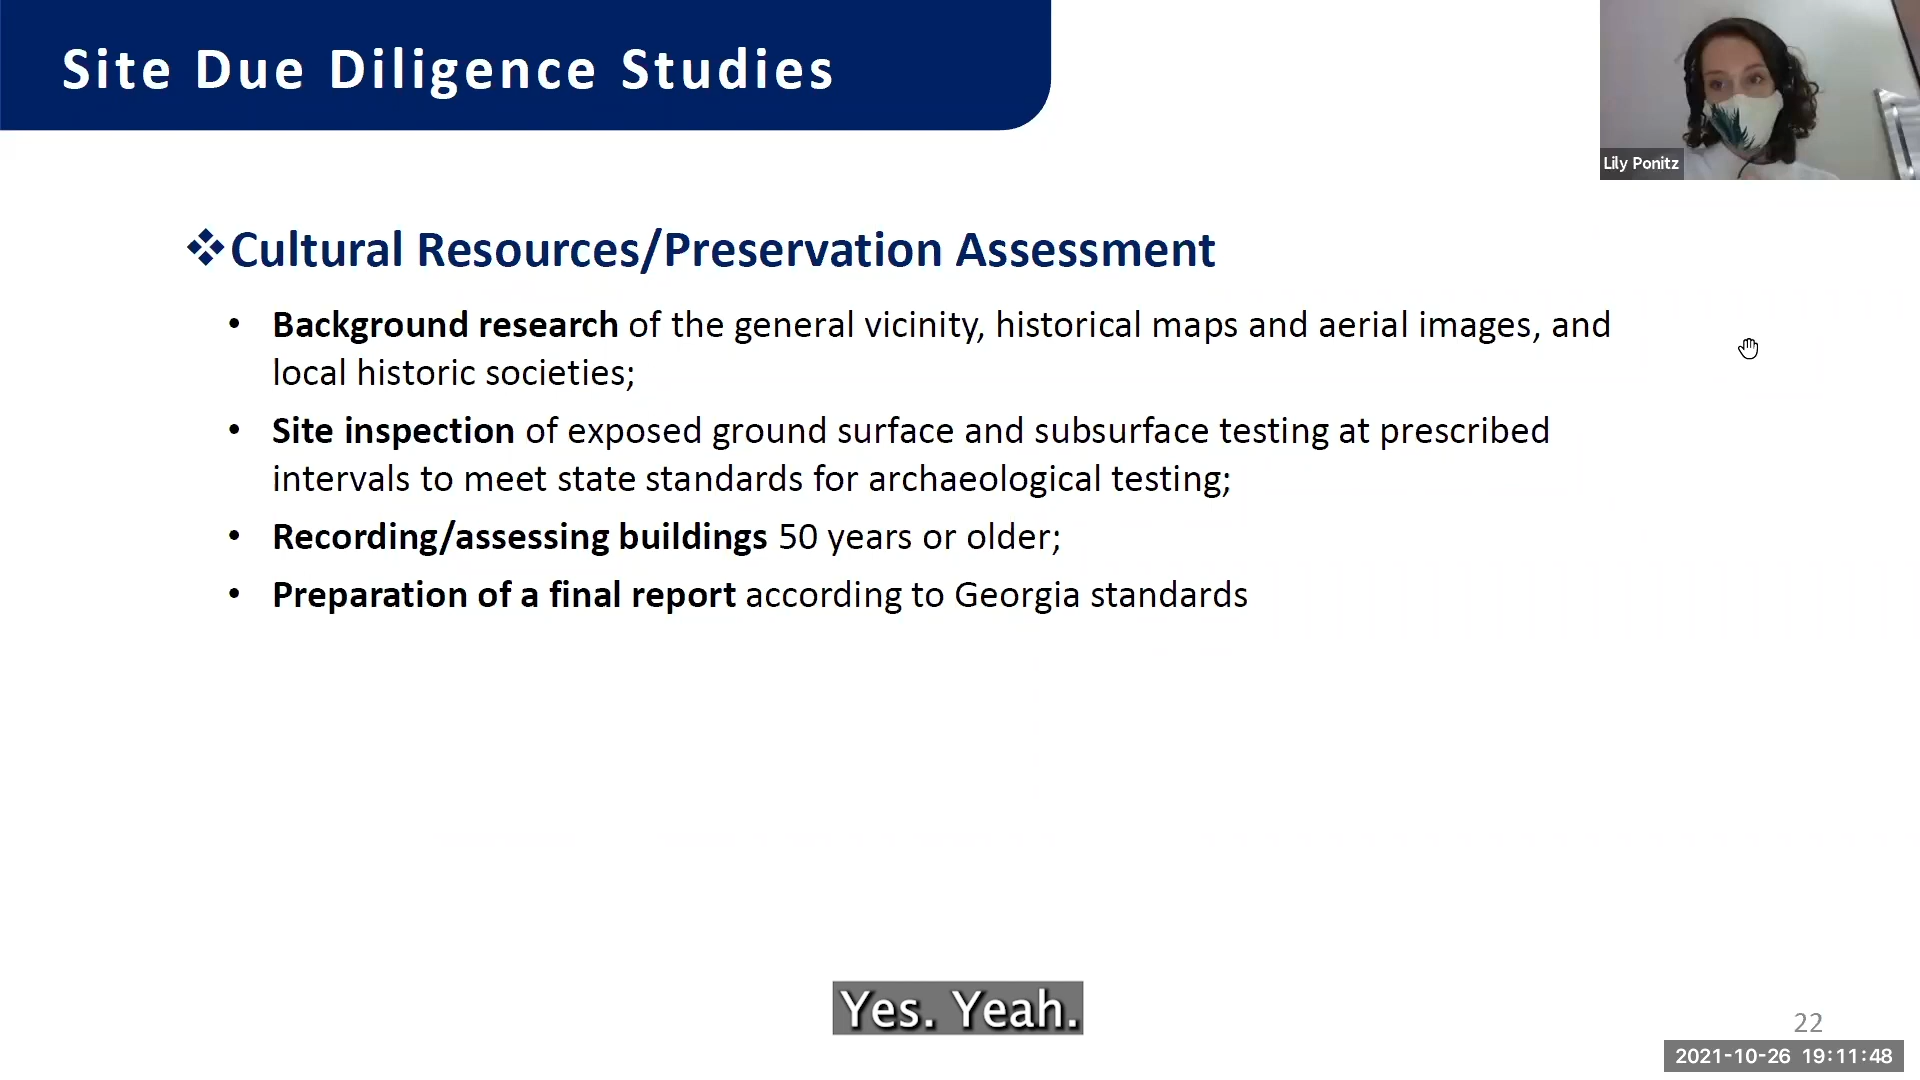 Site Due Diligence Studies
Lily Ponitz
❖Cultural Resources/Preservation Assessment
• Background research of the general vicinity, historical maps and aerial images, and
local historic societies;
• Site inspection of exposed ground surface and subsurface testing at prescribed
intervals to meet state standards for archaeological testing;
• Recording/assessing buildings 50 years or older;
• Preparation of a final report according to Georgia standards
Yes. Yeah.
22
2021-10-26 19:11:48